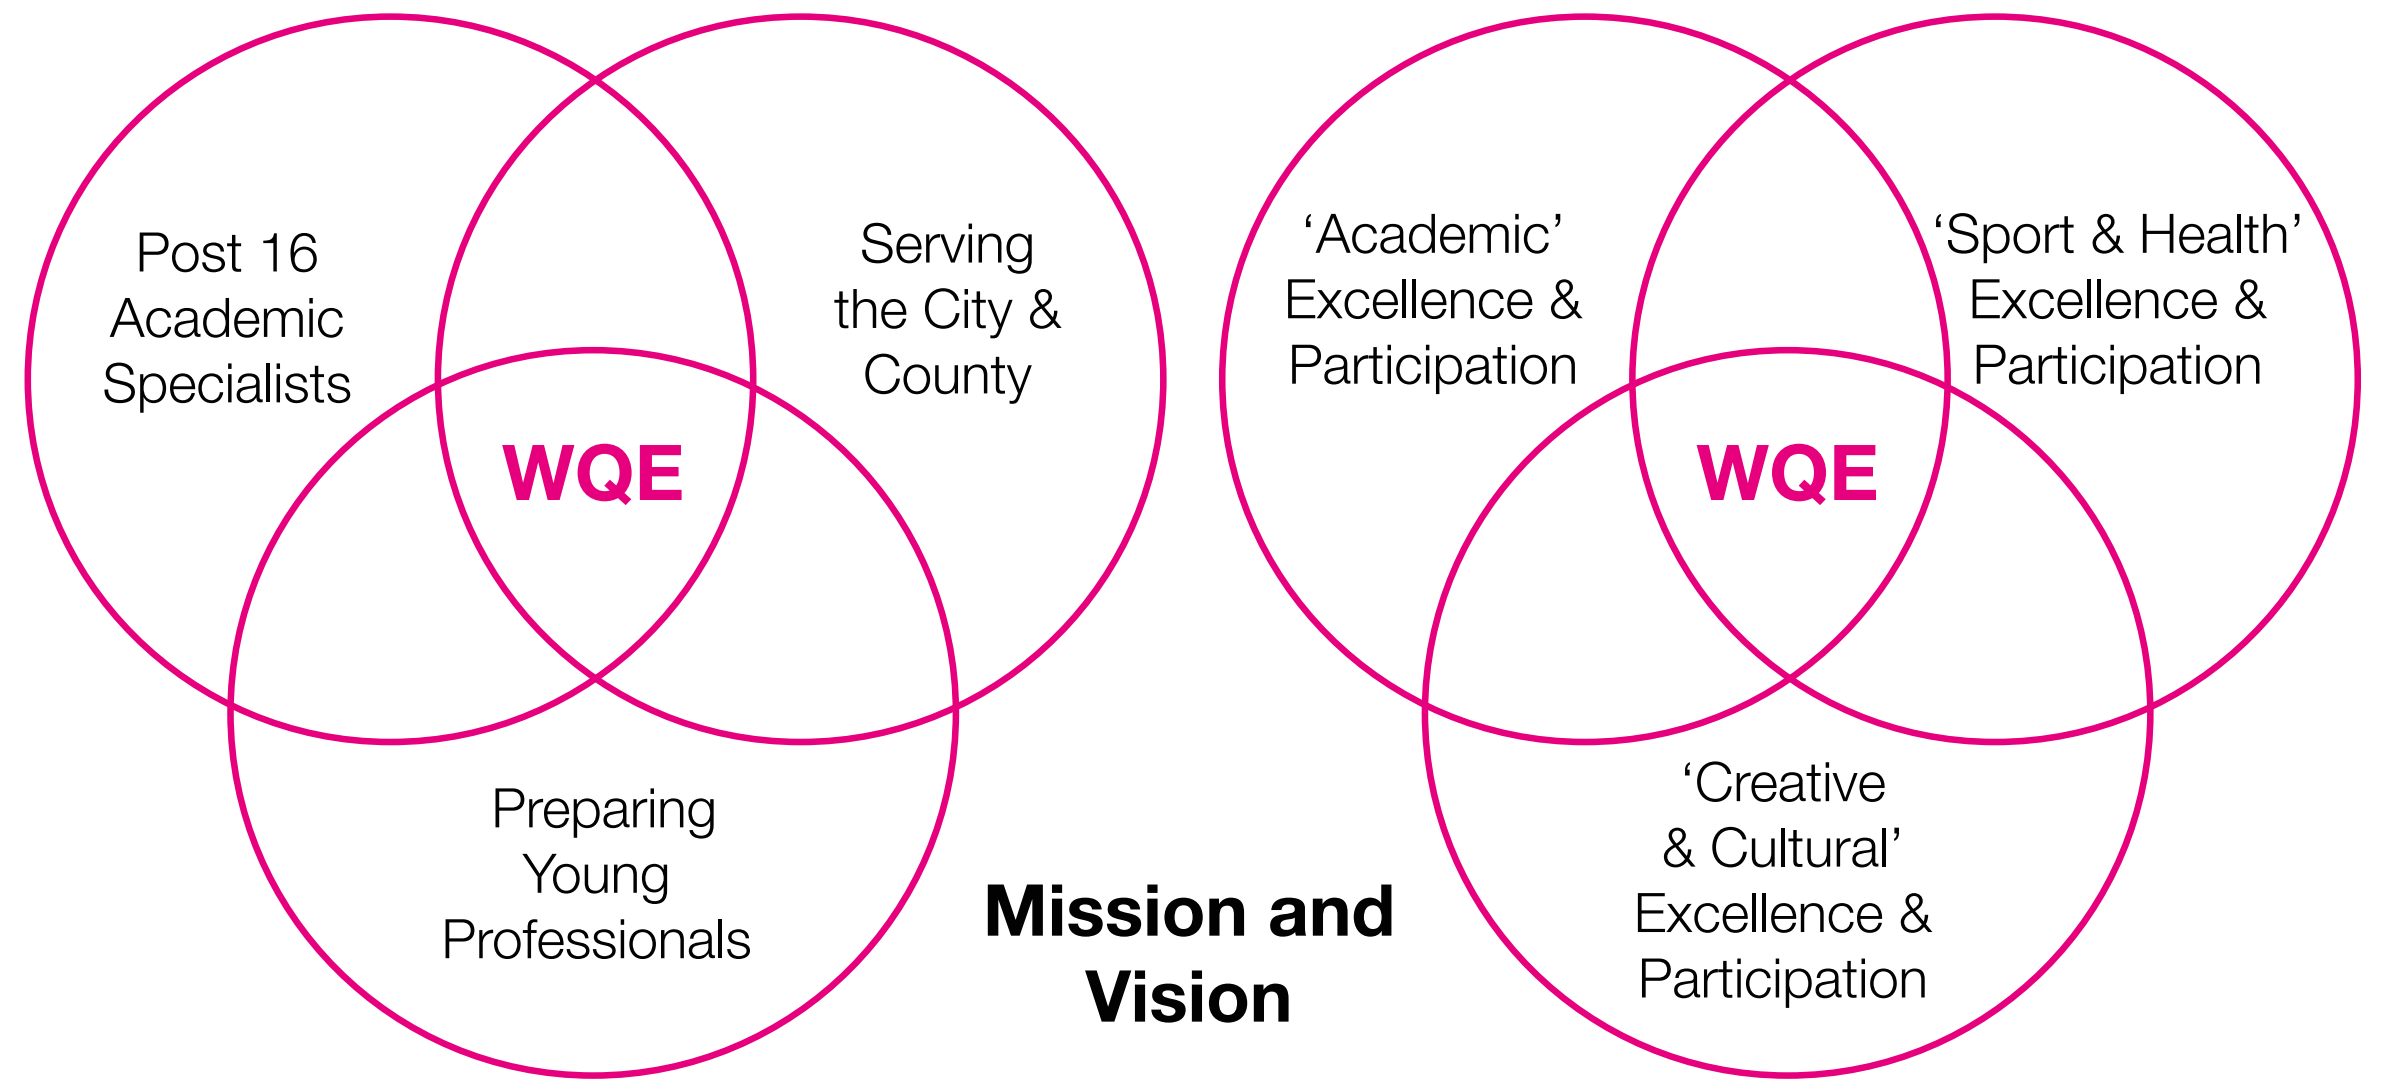 Post 16
Academic
Specialists
Serving
the City &
County
WQE
Preparing
Young
Professionals
Mission and
Vision
‘Academic’
Excellence &
Participation
‘Sport & Health’
Excellence &
Participation
WQE
‘Creative
& Cultural’
Excellence &
Participation